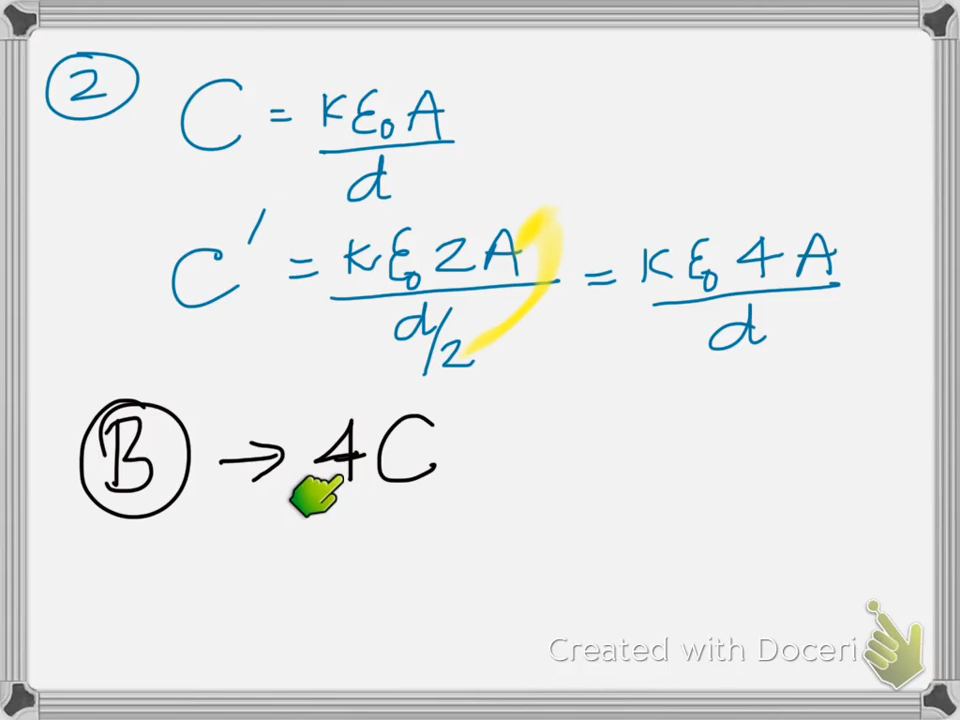 2
C = Kε₀A / d
C' = Kε₀2A / d/2 = Kε₀4A / d
B → 4C
Created with Doceri